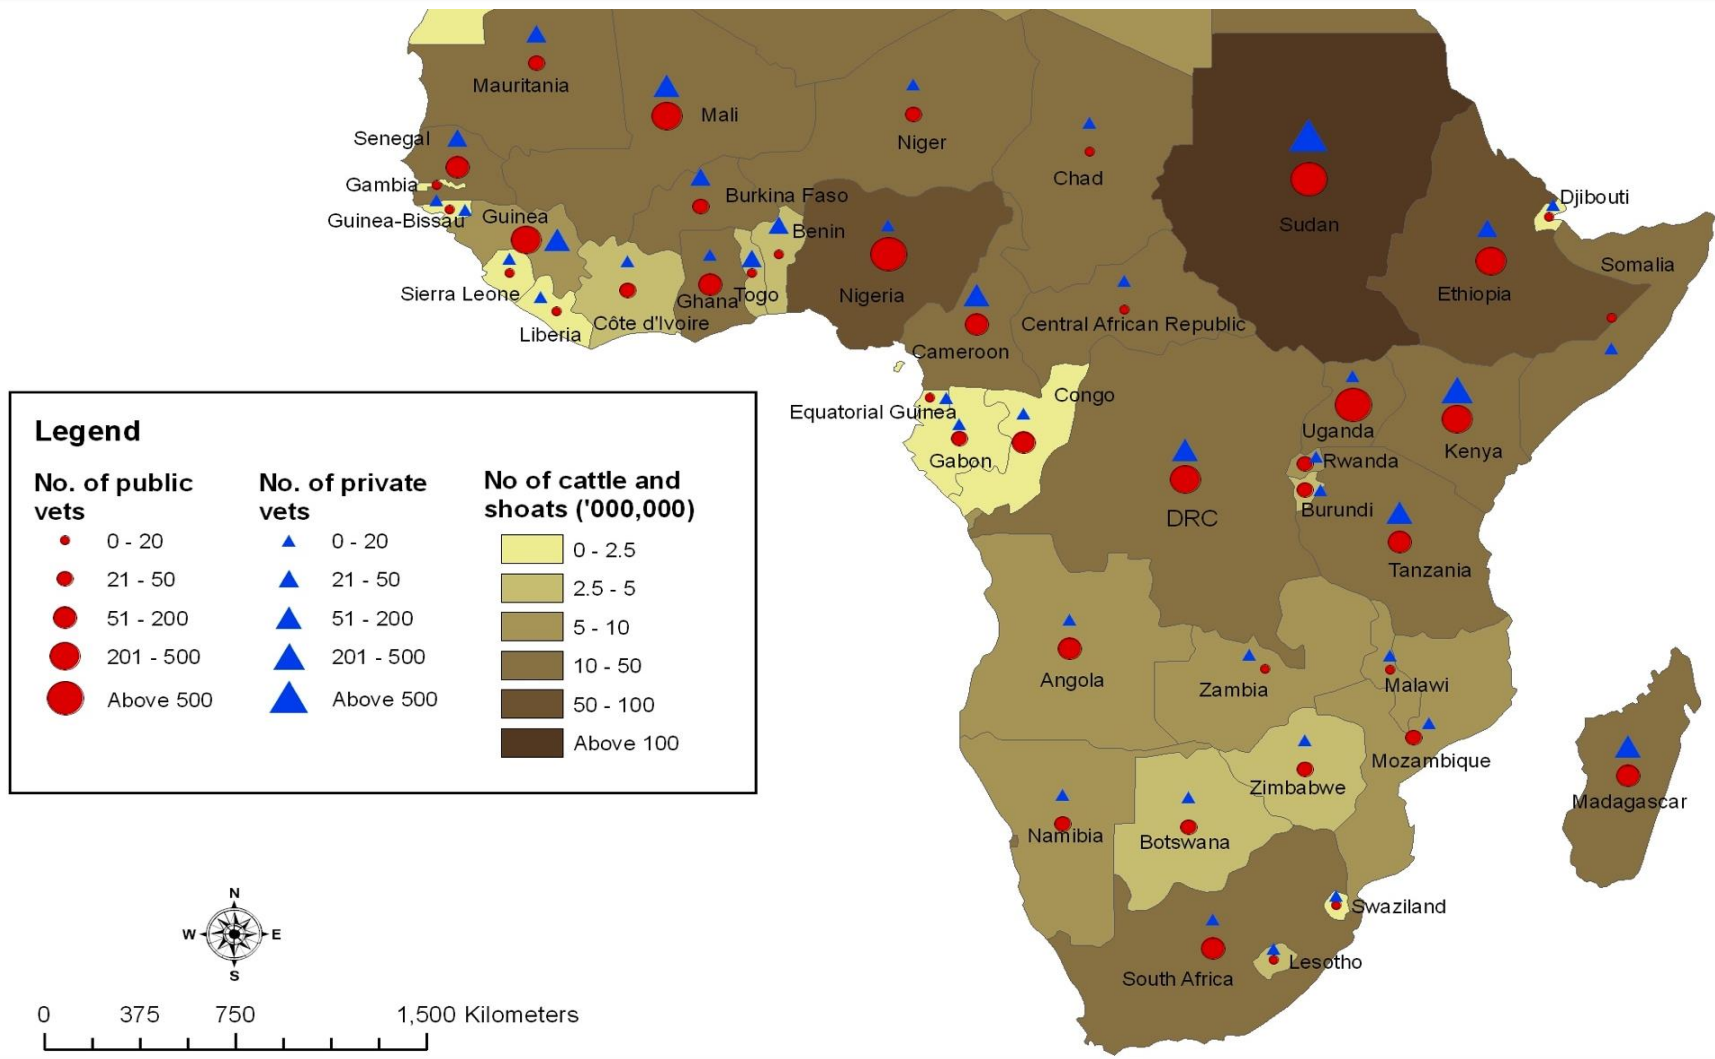 Mauritania
Mali
Niger
Chad
Sudan
Senegal
Gambia
Guinea-Bissau
Guinea
Burkina Faso
Benin
Djibouti
Somalia
Ethiopia
Sierra Leone
Liberia
Côte d'Ivoire
Ghana
Togo
Nigeria
Cameroon
Central African Republic
Equatorial Guinea
Gabon
Congo
DRC
Uganda
Kenya
Rwanda
Burundi
Tanzania
Angola
Zambia
Malawi
Mozambique
Zimbabwe
Madagascar
Namibia
Botswana
Swaziland
South Africa
Lesotho
Legend
No. of public
vets
0 - 20
21 - 50
51 - 200
201 - 500
Above 500
No. of private
vets
0 - 20
21 - 50
51 - 200
201 - 500
Above 500
No of cattle and
shoats ('000,000)
0 - 2.5
2.5 - 5
5 - 10
10 - 50
50 - 100
Above 100
N
W E
S
0 375 750 1,500 Kilometers